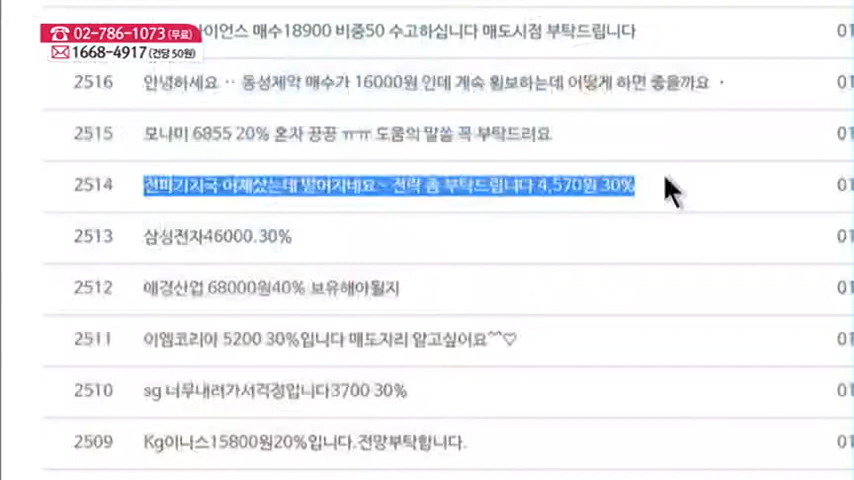 02-786-1073 (무료)
1668-4917 (건당 50원)
이언스 매수18900 비중50 수고하십니다 매도시점 부탁드립니다
2516 안녕하세요 ·· 동성제약 매수가 16000원 인데 계속 횡보하는데 어떻게 하면 좋을까요 · 01
2515 모나미 6855 20% 혼자 끙끙 ㅠㅠ 도움의 말씀 꼭 부탁드려요 01
2514 전파기지국 어제샀는데 떨어지네요~ 전략 좀 부탁드립니다 4,570원 30% 01
2513 삼성전자46000.30% 01
2512 애경산업 68000원40% 보유해야될지 01
2511 이엠코리아 5200 30%입니다 매도자리 알고싶어요^^♡ 01
2510 sg 너무내려가서걱정입니다3700 30% 01
2509 Kg이니스15800원20%입니다.전망부탁합니다. 01